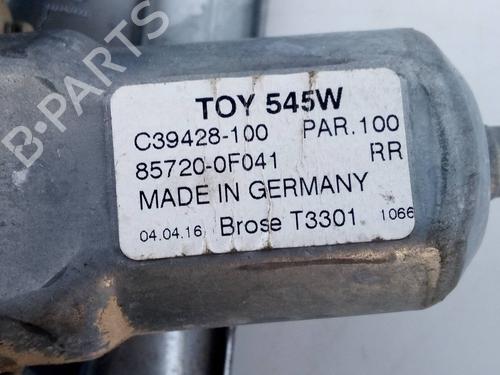 TOY 545W
C39428-100 PAR.100
85720-0F041 RR
MADE IN GERMANY
04.04.16 Brose T3301 1066
B-PARTS